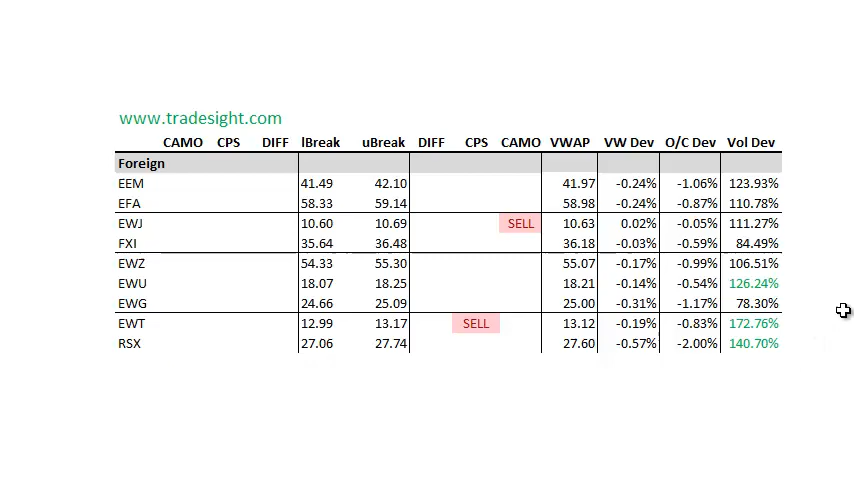 www.tradesight.com
CAMO CPS DIFF lBreak uBreak DIFF CPS CAMO VWAP VW Dev O/C Dev Vol Dev
Foreign
EEM 41.49 42.10 41.97 -0.24% -1.06% 123.93%
EFA 58.33 59.14 58.98 -0.24% -0.87% 110.78%
EWJ 10.60 10.69 SELL 10.63 0.02% -0.05% 111.27%
FXI 35.64 36.48 36.18 -0.03% -0.59% 84.49%
EWZ 54.33 55.30 55.07 -0.17% -0.99% 106.51%
EWU 18.07 18.25 18.21 -0.14% -0.54% 126.24%
EWG 24.66 25.09 25.00 -0.31% -1.17% 78.30%
EWT 12.99 13.17 SELL 13.12 -0.19% -0.83% 172.76%
RSX 27.06 27.74 27.60 -0.57% -2.00% 140.70%